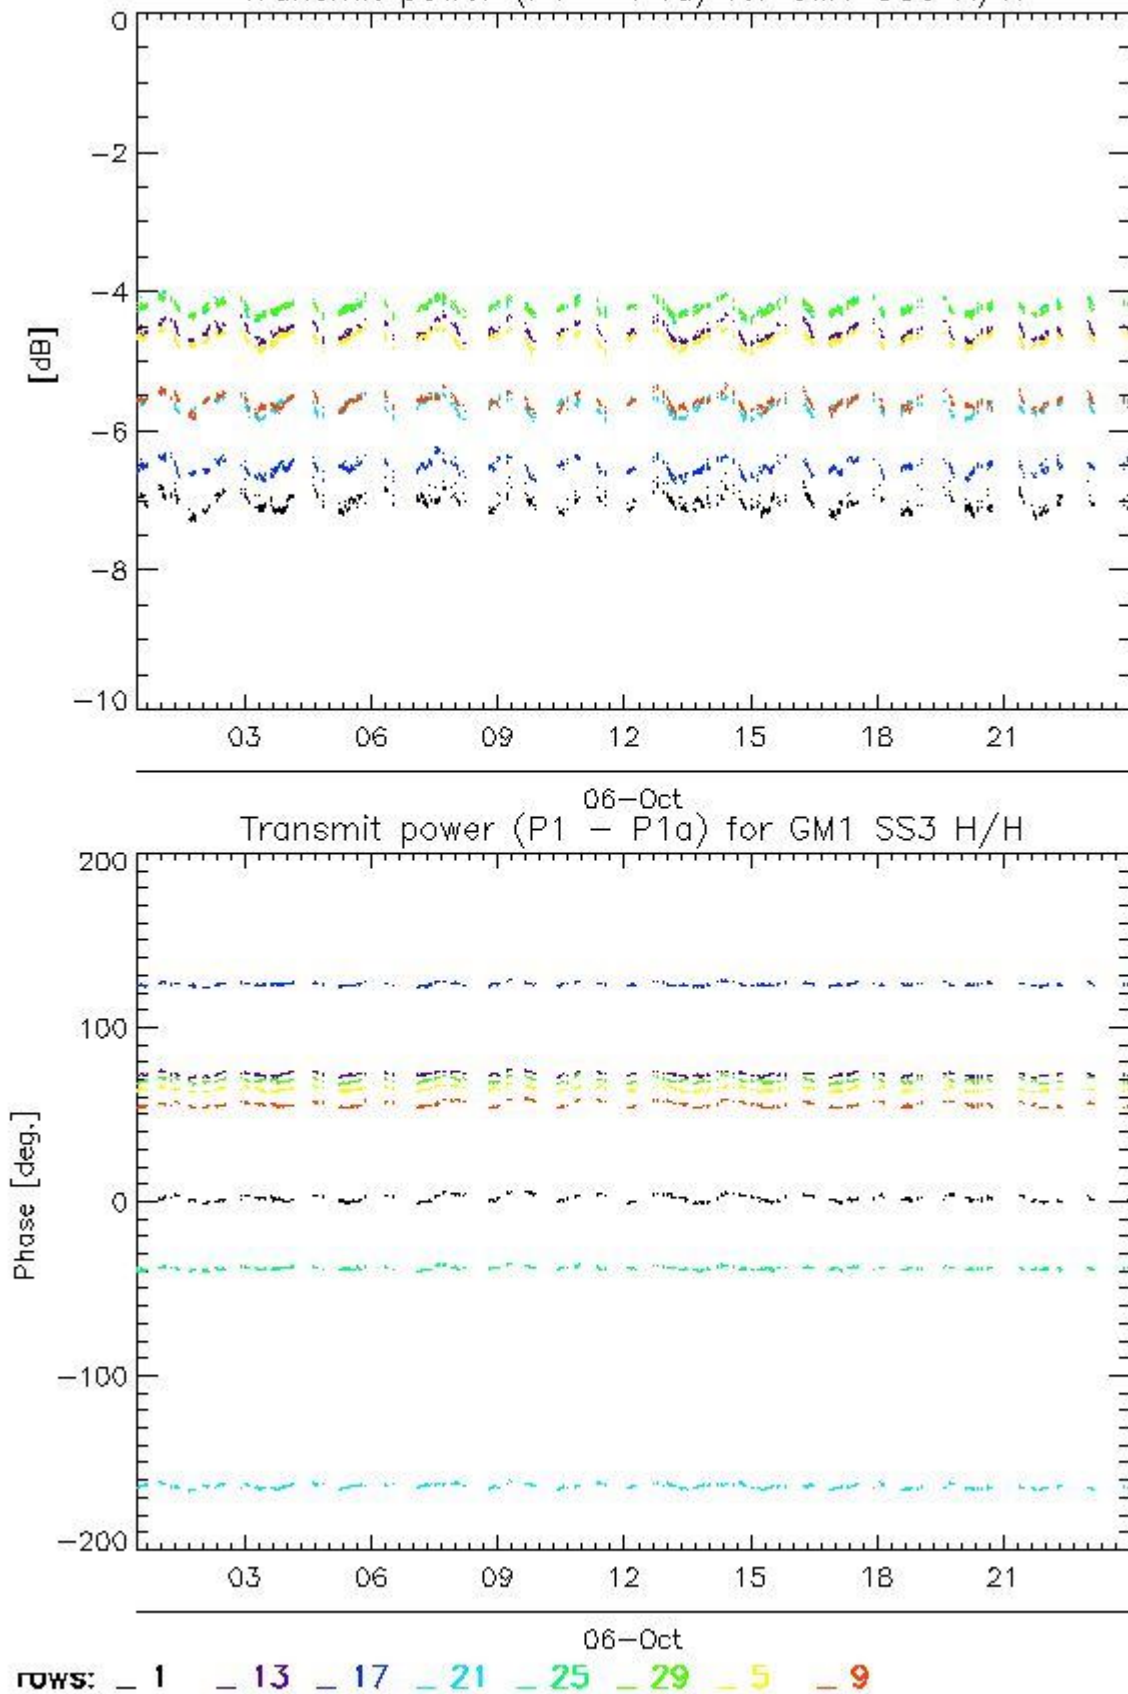 0
−2
−4
[dB]
−6
−8
−10
03 06 09 12 15 18 21
06−Oct
Transmit power (P1 − P1a) for GM1 SS3 H/H
200
100
Phase [deg.]
0
−100
−200
03 06 09 12 15 18 21
06−Oct
rows: _ 1 _ 13 _ 17 _ 21 _ 25 _ 29 _ 5 _ 9